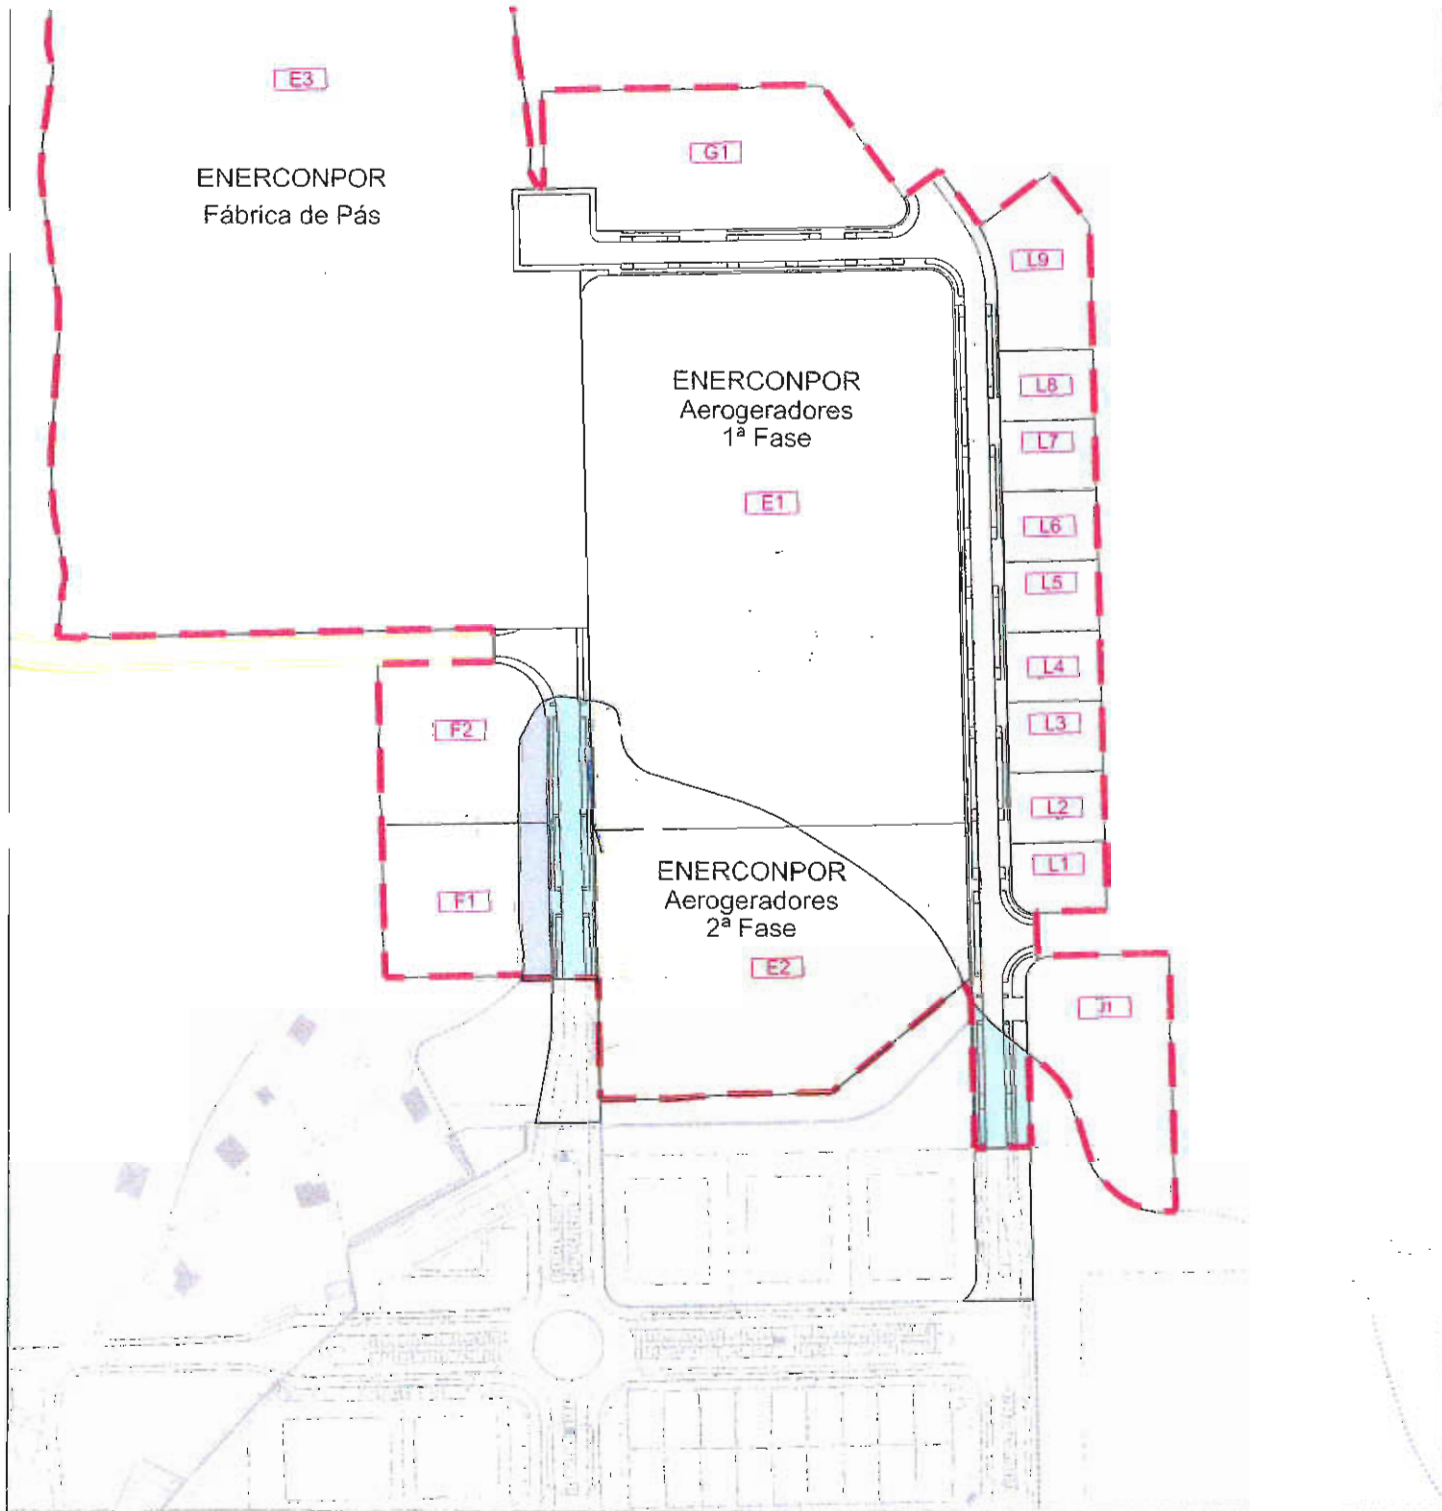 E3
ENERCONPOR
Fábrica de Pás
G1
L9
ENERCONPOR
Aerogeradores
1ª Fase
E1
L8
L7
L6
L5
L4
L3
L2
L1
F2
F1
ENERCONPOR
Aerogeradores
2ª Fase
E2
J1